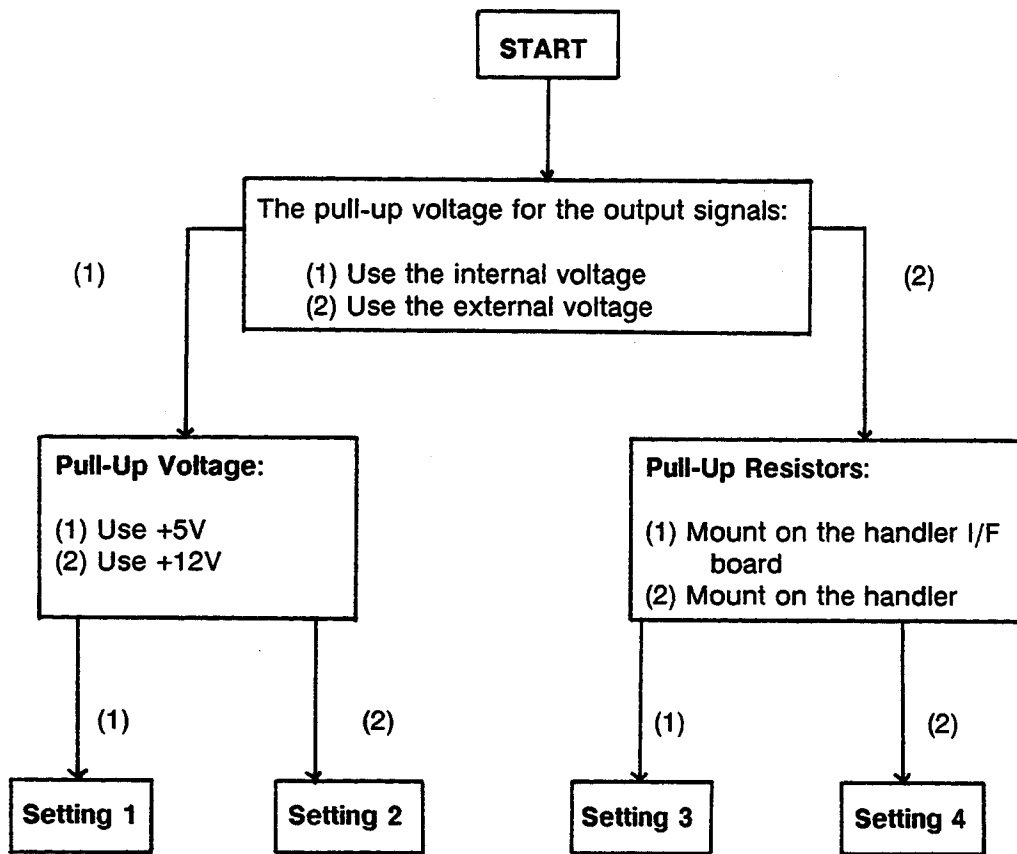 START
The pull-up voltage for the output signals:
(1) Use the internal voltage
(2) Use the external voltage
(1)
(2)
Pull-Up Voltage:
(1) Use +5V
(2) Use +12V
Pull-Up Resistors:
(1) Mount on the handler I/F
board
(2) Mount on the handler
(1)
(2)
(1)
(2)
Setting 1
Setting 2
Setting 3
Setting 4